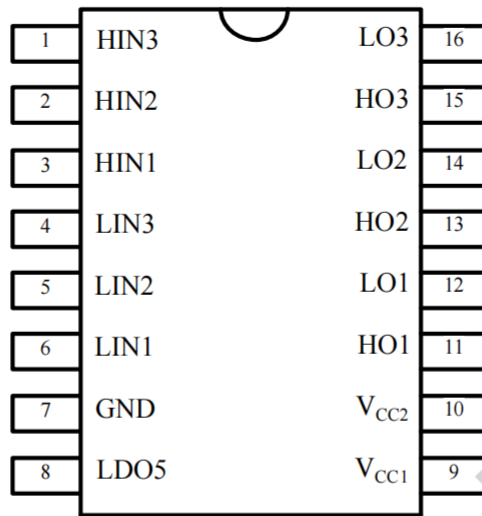 1 HIN3 LO3 16
2 HIN2 HO3 15
3 HIN1 LO2 14
4 LIN3 HO2 13
5 LIN2 LO1 12
6 LIN1 HO1 11
7 GND VCC2 10
8 LDO5 VCC1 9